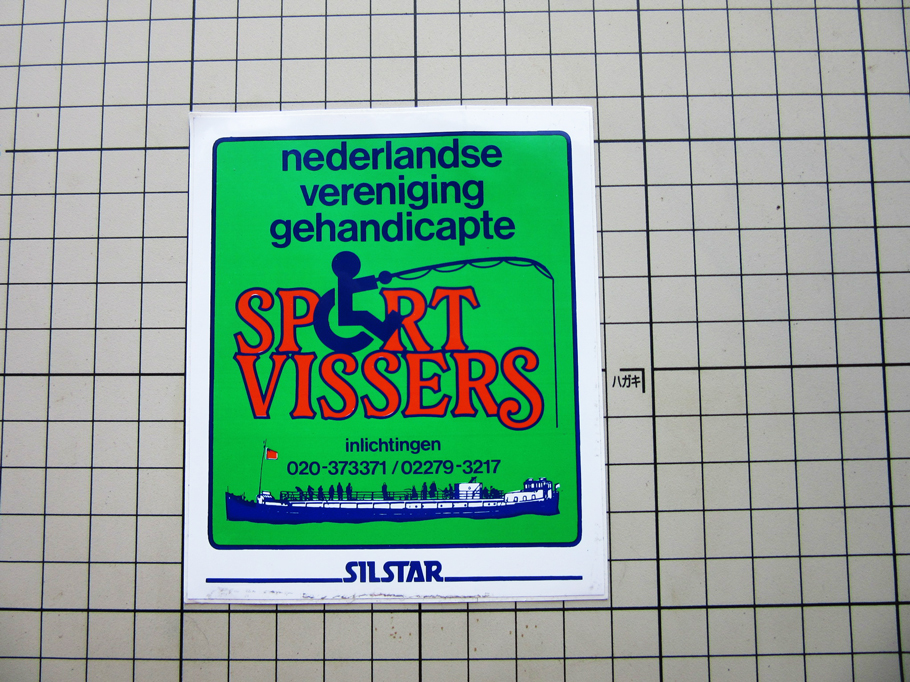 nederlandse
vereniging
gehandicapte
SPORT
VISSERS
inlichtingen
020-373371 / 02279-3217
SILSTAR
ハガキ